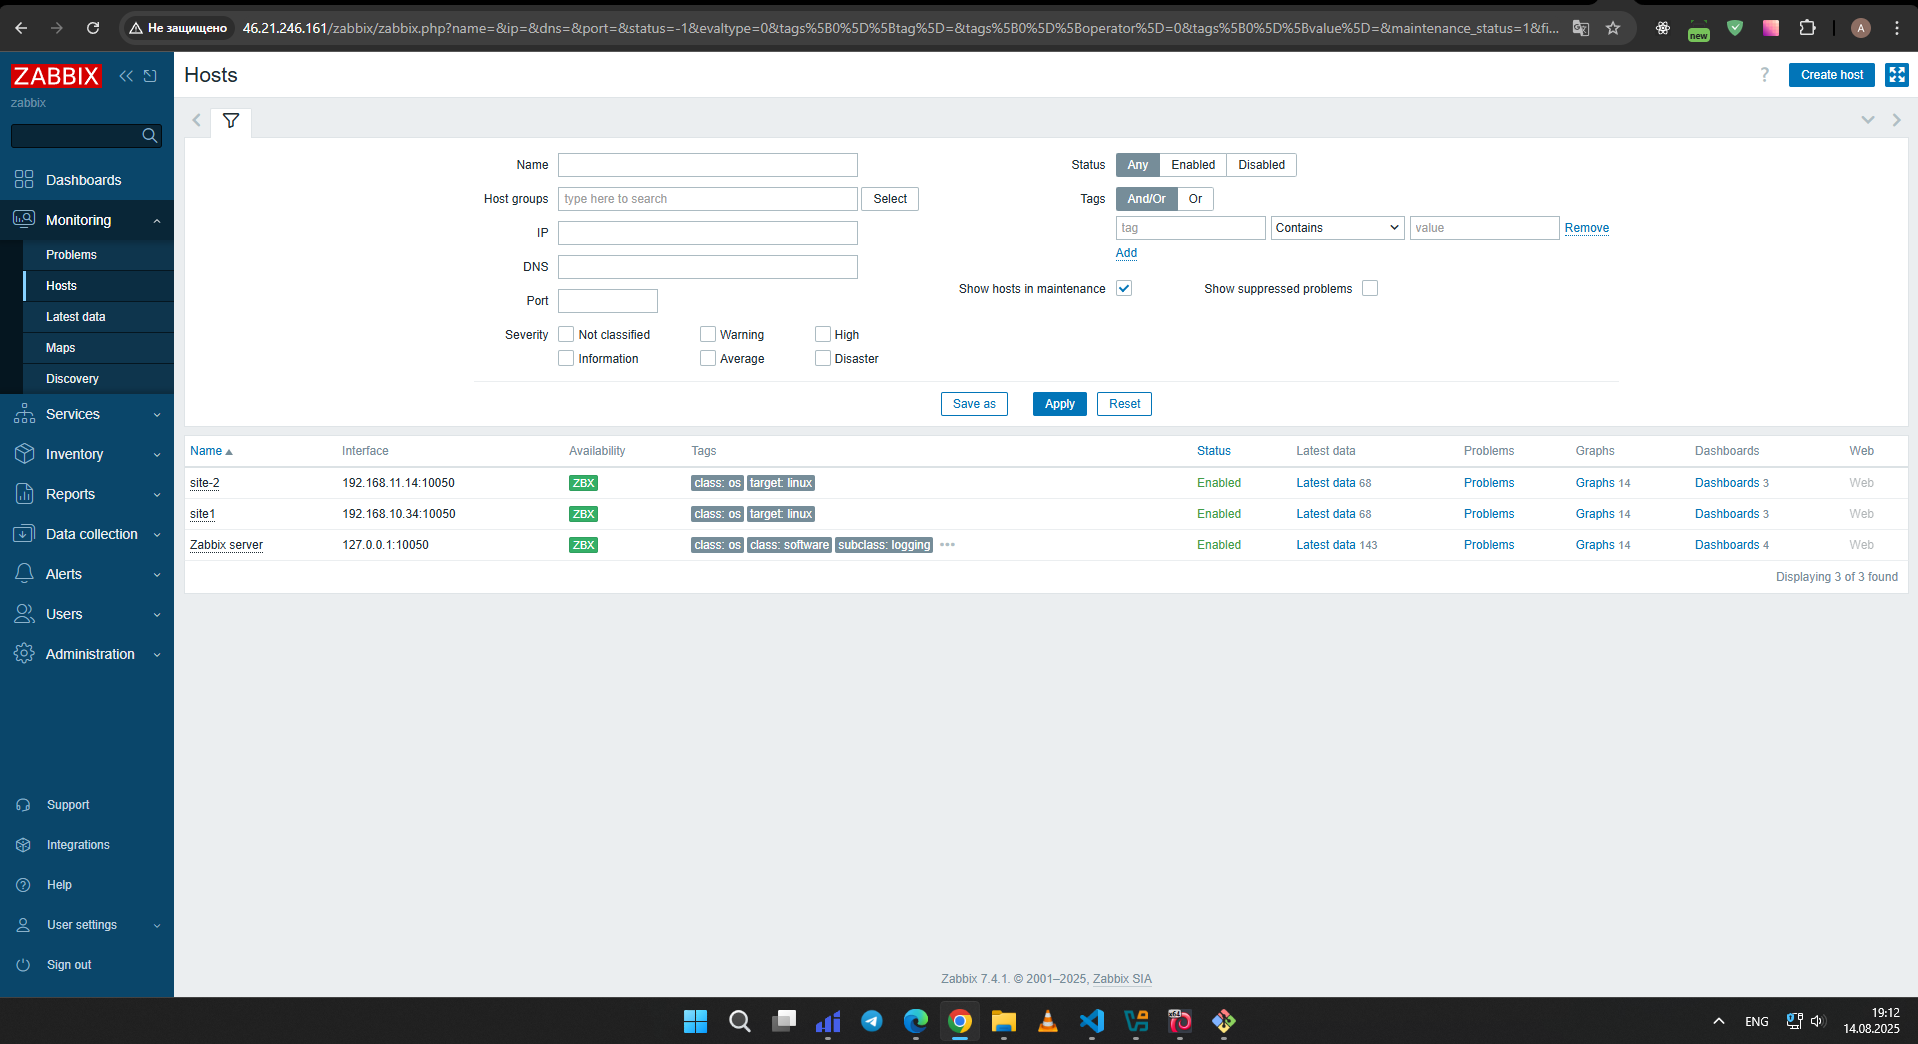 Не защищено
46.21.246.161/zabbix/zabbix.php?name=&ip=&dns=&port=&status=-1&evaltype=0&tags%5B0%5D%5Btag%5D=&tags%5B0%5D%5Boperator%5D=0&tags%5B0%5D%5Bvalue%5D=&maintenance_status=1&fi...
new
A
ZABBIX
zabbix
Dashboards
Monitoring
Problems
Hosts
Latest data
Maps
Discovery
Services
Inventory
Reports
Data collection
Alerts
Users
Administration
Support
Integrations
Help
User settings
Sign out
Hosts
? Create host
Name
Host groups type here to search Select
IP
DNS
Port
Severity Not classified Warning High
Information Average Disaster
Status Any Enabled Disabled
Tags And/Or Or
tag Contains value Remove
Add
Show hosts in maintenance Show suppressed problems
Save as Apply Reset
Name Interface Availability Tags Status Latest data Problems Graphs Dashboards Web
site-2 192.168.11.14:10050 ZBX class: os target: linux Enabled Latest data 68 Problems Graphs 14 Dashboards 3 Web
site1 192.168.10.34:10050 ZBX class: os target: linux Enabled Latest data 68 Problems Graphs 14 Dashboards 3 Web
Zabbix server 127.0.0.1:10050 ZBX class: os class: software subclass: logging ••• Enabled Latest data 143 Problems Graphs 14 Dashboards 4 Web
Displaying 3 of 3 found
Zabbix 7.4.1. © 2001–2025, Zabbix SIA
x64
ENG
19:12
14.08.2025